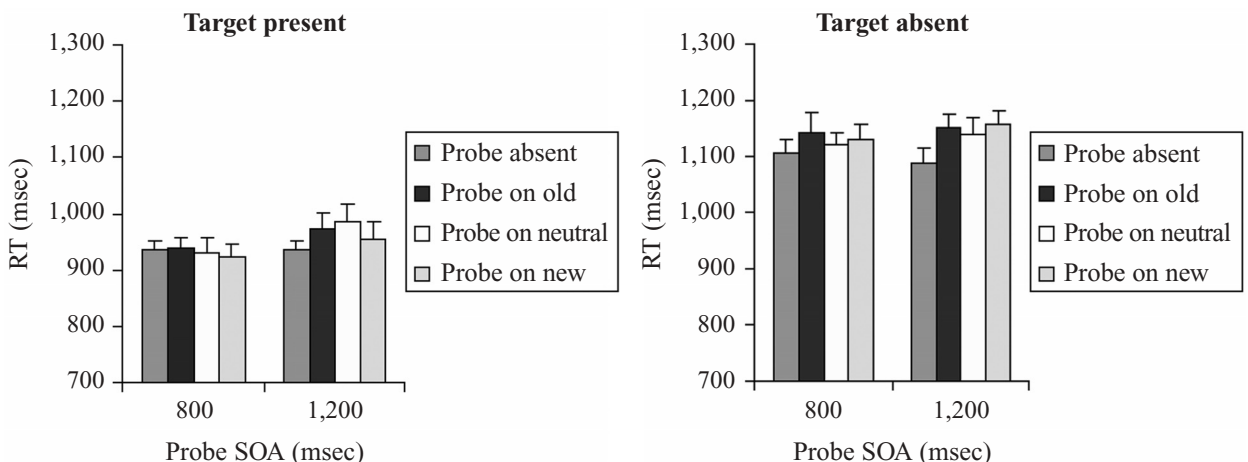 Target present
1,300
1,200
1,100
1,000
900
800
700
RT (msec)
800
1,200
Probe SOA (msec)
Probe absent
Probe on old
Probe on neutral
Probe on new
Target absent
1,300
1,200
1,100
1,000
900
800
700
RT (msec)
800
1,200
Probe SOA (msec)
Probe absent
Probe on old
Probe on neutral
Probe on new